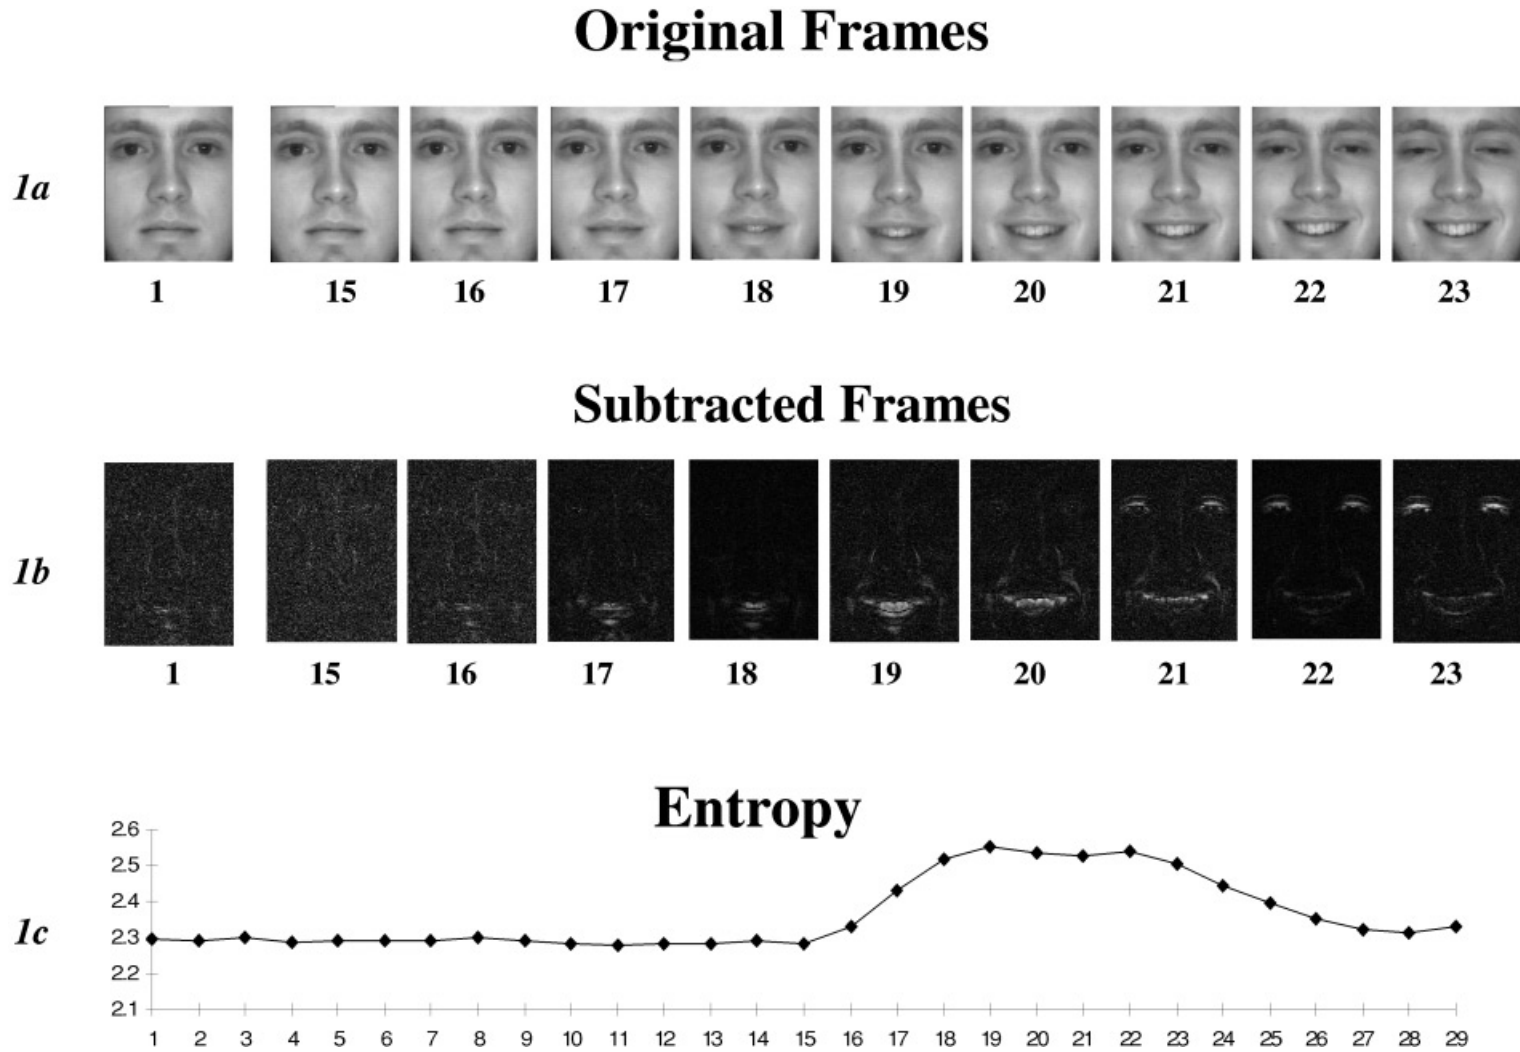 Original Frames
1a
1 15 16 17 18 19 20 21 22 23
Subtracted Frames
1b
1 15 16 17 18 19 20 21 22 23
Entropy
2.6
2.5
2.4
1c
2.3
2.2
2.1
1 2 3 4 5 6 7 8 9 10 11 12 13 14 15 16 17 18 19 20 21 22 23 24 25 26 27 28 29